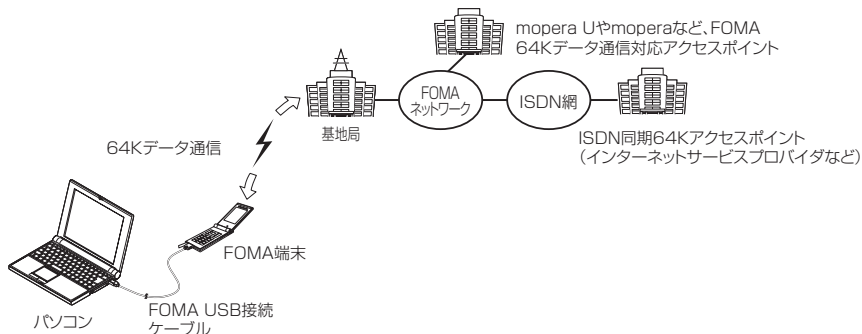 mopera Uやmoperaなど、FOMA
64Kデータ通信対応アクセスポイント
FOMA
ネットワーク
ISDN網
基地局
ISDN同期64Kアクセスポイント
（インターネットサービスプロバイダなど）
64Kデータ通信
FOMA端末
FOMA USB接続
ケーブル
パソコン